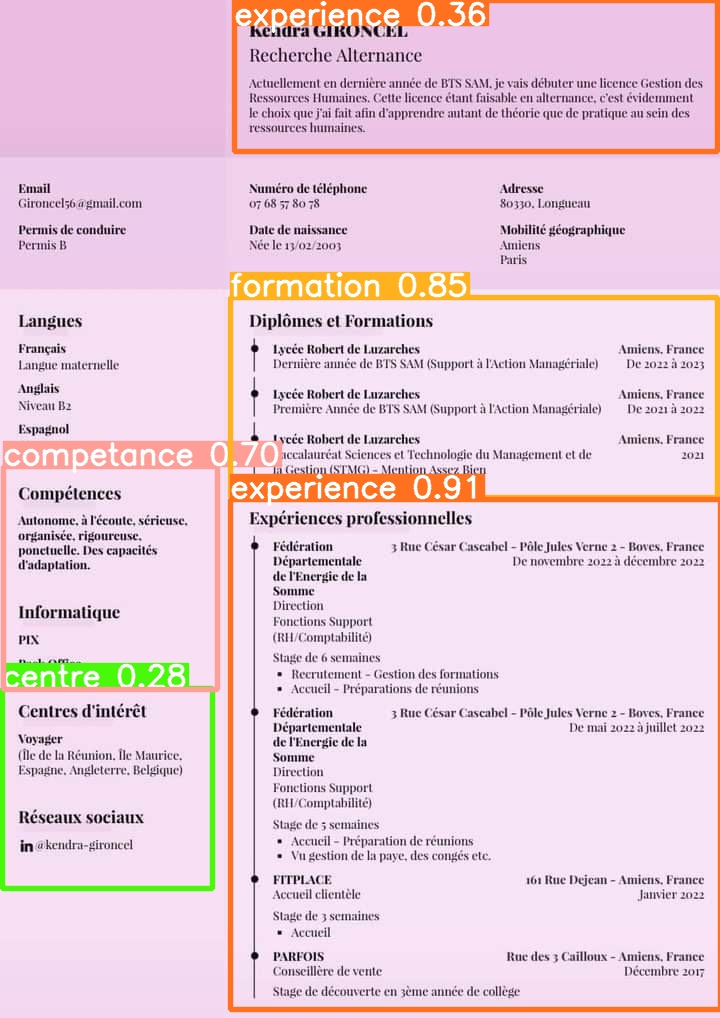 experience 0.36
Kendra GIRONCEL
Recherche Alternance
Actuellement en dernière année de BTS SAM, je vais débuter une licence Gestion des
Ressources Humaines. Cette licence étant faisable en alternance, c'est évidemment
le choix que j'ai fait afin d'apprendre autant de théorie que de pratique au sein des
ressources humaines.
Email
Gironcel56@gmail.com
Numéro de téléphone
07 68 57 80 78
Adresse
80330, Longueau
Permis de conduire
Permis B
Date de naissance
Née le 13/02/2003
Mobilité géographique
Amiens
Paris
Langues
Français
Langue maternelle
Anglais
Niveau B2
Espagnol
competance 0.70
Compétences
Autonome, à l'écoute, sérieuse,
organisée, rigoureuse,
ponctuelle. Des capacités
d'adaptation.
Informatique
PIX
Pack Office
centre 0.28
Centres d'intérêt
Voyager
(Île de la Réunion, Île Maurice,
Espagne, Angleterre, Belgique)
Réseaux sociaux
in @kendra-gironcel
formation 0.85
Diplômes et Formations
Lycée Robert de Luzarches Amiens, France
Dernière année de BTS SAM (Support à l'Action Managériale) De 2022 à 2023
Lycée Robert de Luzarches Amiens, France
Première Année de BTS SAM (Support à l'Action Managériale) De 2021 à 2022
Lycée Robert de Luzarches Amiens, France
Baccalauréat Sciences et Technologie du Management et de 2021
la Gestion (STMG) - Mention Assez Bien
experience 0.91
Expériences professionnelles
Fédération 3 Rue César Cascabel - Pôle Jules Verne 2 - Boves, France
Départementale De novembre 2022 à décembre 2022
de l'Energie de la
Somme
Direction
Fonctions Support
(RH/Comptabilité)
Stage de 6 semaines
▪ Recrutement - Gestion des formations
▪ Accueil - Préparations de réunions
Fédération 3 Rue César Cascabel - Pôle Jules Verne 2 - Boves, France
Départementale De mai 2022 à juillet 2022
de l'Energie de la
Somme
Direction
Fonctions Support
(RH/Comptabilité)
Stage de 5 semaines
▪ Accueil - Préparation de réunions
▪ Vu gestion de la paye, des congés etc.
FITPLACE 161 Rue Dejean - Amiens, France
Accueil clientèle Janvier 2022
Stage de 3 semaines
▪ Accueil
PARFOIS Rue des 3 Cailloux - Amiens, France
Conseillère de vente Décembre 2017
Stage de découverte en 3ème année de collège